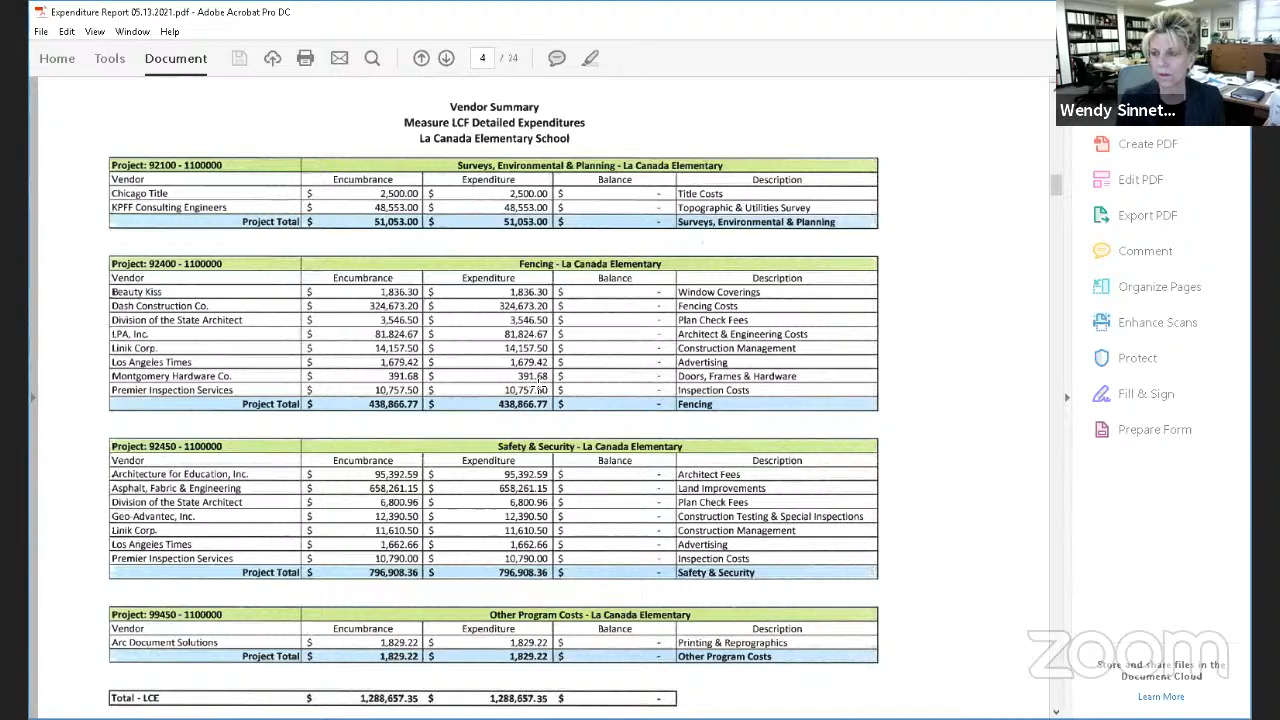 Expenditure Report 05.13.2021.pdf - Adobe Acrobat Pro DC
File Edit View Window Help
Home Tools Document 4 / 24
Wendy Sinnet...
Vendor Summary
Measure LCF Detailed Expenditures
La Canada Elementary School
Project: 92100 - 1100000 Surveys, Environmental & Planning - La Canada Elementary
Vendor Encumbrance Expenditure Balance Description
Chicago Title $ 2,500.00 $ 2,500.00 $ - Title Costs
KPFF Consulting Engineers $ 48,553.00 $ 48,553.00 $ - Topographic & Utilities Survey
Project Total $ 51,053.00 $ 51,053.00 $ - Surveys, Environmental & Planning
Project: 92400 - 1100000 Fencing - La Canada Elementary
Vendor Encumbrance Expenditure Balance Description
Beauty Kiss $ 1,836.30 $ 1,836.30 $ - Window Coverings
Dash Construction Co. $ 324,673.20 $ 324,673.20 $ - Fencing Costs
Division of the State Architect $ 3,546.50 $ 3,546.50 $ - Plan Check Fees
LPA, Inc. $ 81,824.67 $ 81,824.67 $ - Architect & Engineering Costs
Linik Corp. $ 14,157.50 $ 14,157.50 $ - Construction Management
Los Angeles Times $ 1,679.42 $ 1,679.42 $ - Advertising
Montgomery Hardware Co. $ 391.68 $ 391.68 $ - Doors, Frames & Hardware
Premier Inspection Services $ 10,757.50 $ 10,757.50 $ - Inspection Costs
Project Total $ 438,866.77 $ 438,866.77 $ - Fencing
Project: 92450 - 1100000 Safety & Security - La Canada Elementary
Vendor Encumbrance Expenditure Balance Description
Architecture for Education, Inc. $ 95,392.59 $ 95,392.59 $ - Architect Fees
Asphalt, Fabric & Engineering $ 658,261.15 $ 658,261.15 $ - Land Improvements
Division of the State Architect $ 6,800.96 $ 6,800.96 $ - Plan Check Fees
Geo-Advantec, Inc. $ 12,390.50 $ 12,390.50 $ - Construction Testing & Special Inspections
Linik Corp. $ 11,610.50 $ 11,610.50 $ - Construction Management
Los Angeles Times $ 1,662.66 $ 1,662.66 $ - Advertising
Premier Inspection Services $ 10,790.00 $ 10,790.00 $ - Inspection Costs
Project Total $ 796,908.36 $ 796,908.36 $ - Safety & Security
Project: 99450 - 1100000 Other Program Costs - La Canada Elementary
Vendor Encumbrance Expenditure Balance Description
Arc Document Solutions $ 1,829.22 $ 1,829.22 $ - Printing & Reprographics
Project Total $ 1,829.22 $ 1,829.22 $ - Other Program Costs
Total - LCE $ 1,288,657.35 $ 1,288,657.35 $ -
Create PDF
Edit PDF
Export PDF
Comment
Organize Pages
Enhance Scans
Protect
Fill & Sign
Prepare Form
zoom
Store and share files in the
Document Cloud
Learn More